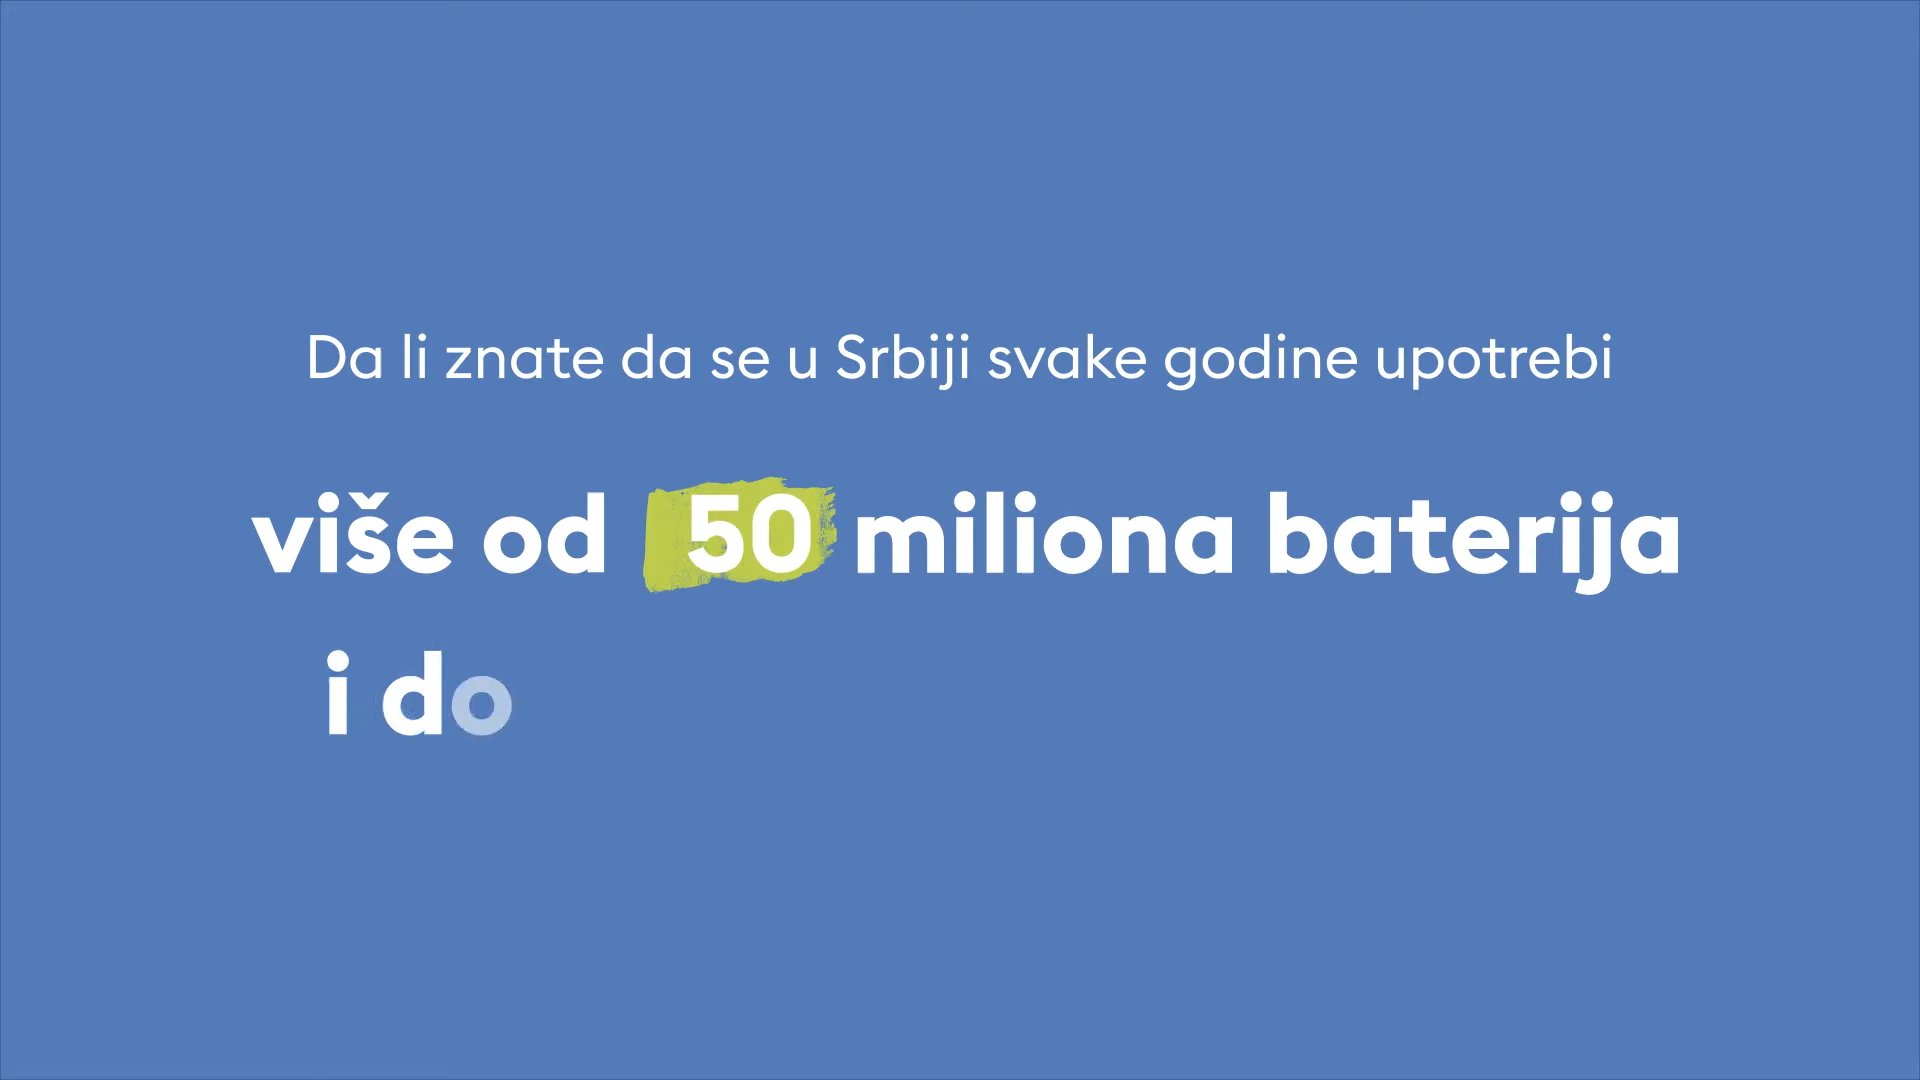 Da li znate da se u Srbiji svake godine upotrebi
više od 50 miliona baterija
i do